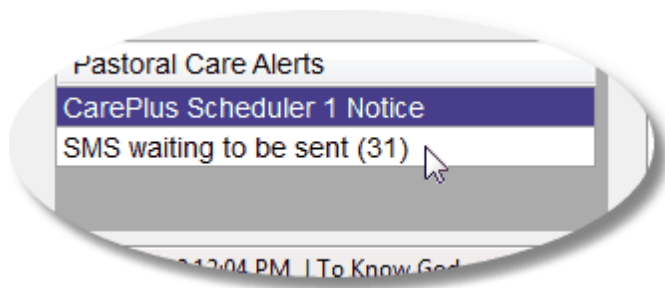 Pastoral Care Alerts
CarePlus Scheduler 1 Notice
SMS waiting to be sent (31)
12:04 PM | To Know God